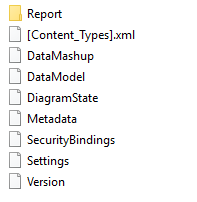 Report
[Content_Types].xml
DataMashup
DataModel
DiagramState
Metadata
SecurityBindings
Settings
Version